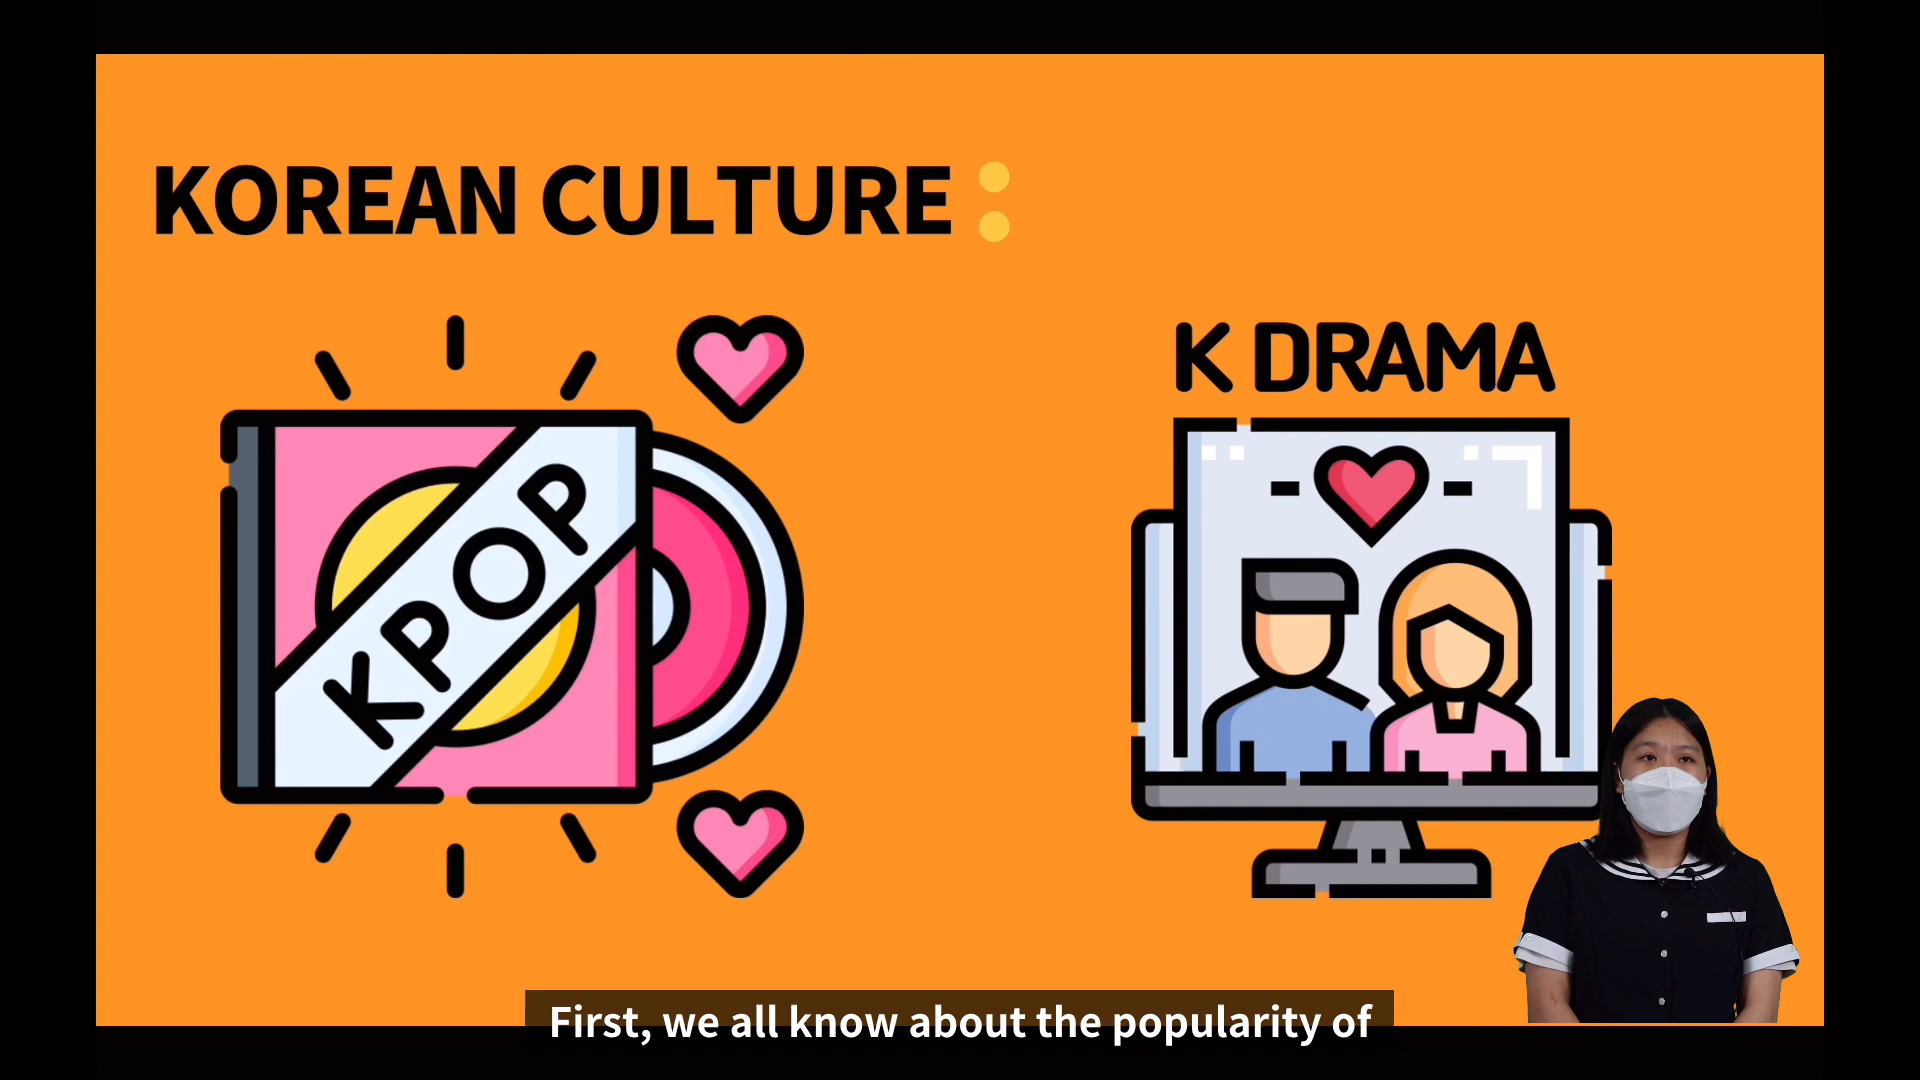 KOREAN CULTURE :
K DRAMA
KPOP
First, we all know about the popularity of